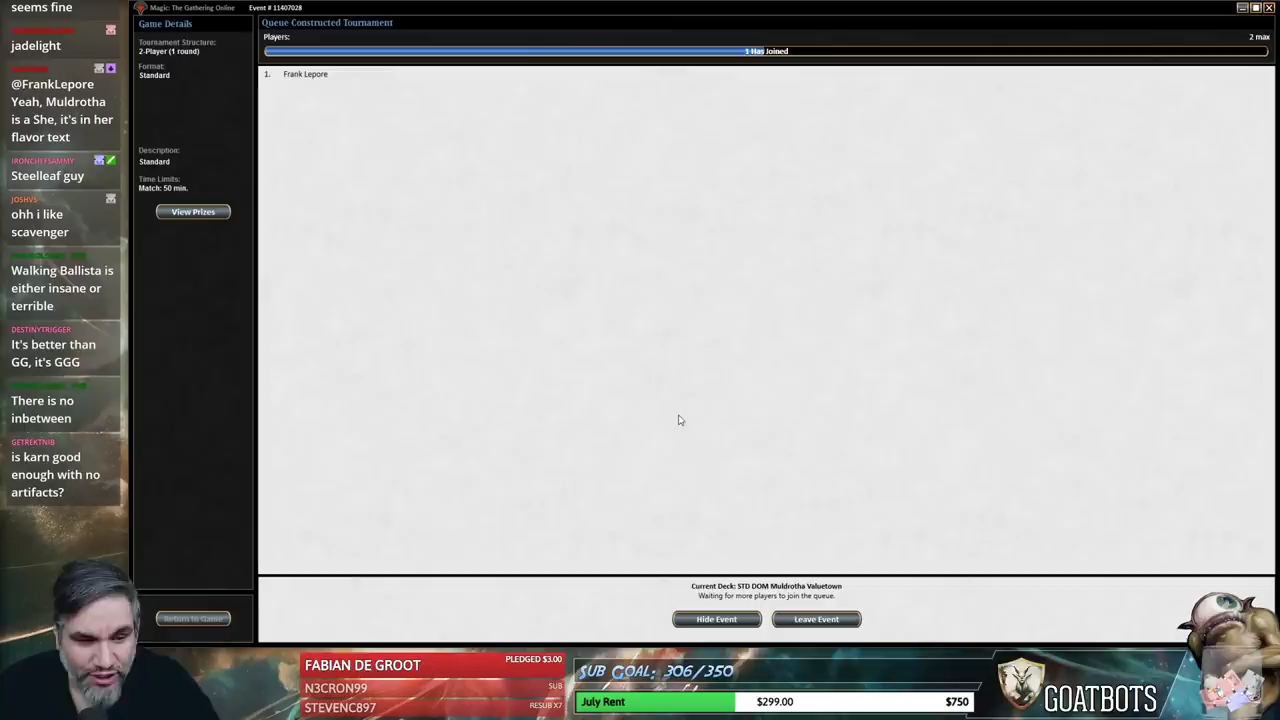 seems fine
jadelight
@FrankLepore
Yeah, Muldrotha
is a She, it's in her
flavor text
IRONCHEFSAMMY
Steelleaf guy
JOSHVS
ohh i like
scavenger
Walking Ballista is
either insane or
terrible
DESTINYTRIGGER
It's better than
GG, it's GGG
There is no
inbetween
GETREKTNIB
is karn good
enough with no
artifacts?
Magic: The Gathering Online
Event # 11407028
Game Details
Tournament Structure:
2-Player (1 round)
Format:
Standard
Description:
Standard
Time Limits:
Match: 50 min.
View Prizes
Return to Game
Queue Constructed Tournament
Players:
2 max
1 Has Joined
1. Frank Lepore
Current Deck: STD DOM Muldrotha Valuetown
Waiting for more players to join the queue.
Hide Event
Leave Event
FABIAN DE GROOT PLEDGED $3.00
N3CRON99 SUB
STEVENC897 RESUB X7
SUB GOAL: 306/350
July Rent $299.00 $750
GOATBOTS